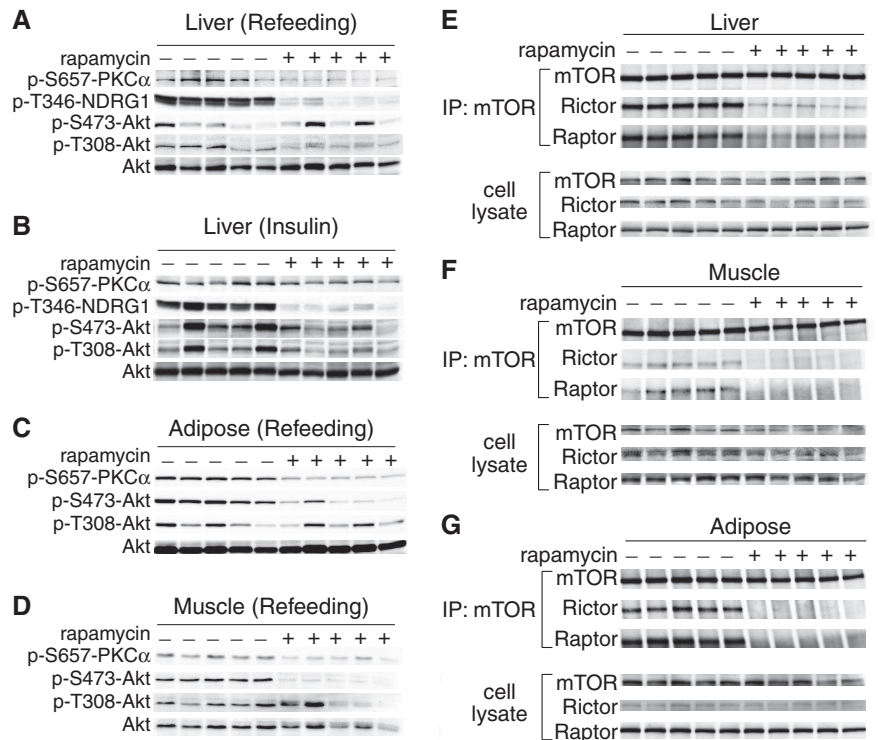 A
Liver (Refeeding)
rapamycin – – – – – + + + + +
p-S657-PKCα
p-T346-NDRG1
p-S473-Akt
p-T308-Akt
Akt
B
Liver (Insulin)
rapamycin – – – – – + + + + +
p-S657-PKCα
p-T346-NDRG1
p-S473-Akt
p-T308-Akt
Akt
C
Adipose (Refeeding)
rapamycin – – – – – + + + + +
p-S657-PKCα
p-S473-Akt
p-T308-Akt
Akt
D
Muscle (Refeeding)
rapamycin – – – – – + + + + +
p-S657-PKCα
p-S473-Akt
p-T308-Akt
Akt
E
Liver
rapamycin – – – – – + + + + +
IP: mTOR
mTOR
Rictor
Raptor
cell
lysate
mTOR
Rictor
Raptor
F
Muscle
rapamycin – – – – – + + + + +
IP: mTOR
mTOR
Rictor
Raptor
cell
lysate
mTOR
Rictor
Raptor
G
Adipose
rapamycin – – – – – + + + + +
IP: mTOR
mTOR
Rictor
Raptor
cell
lysate
mTOR
Rictor
Raptor